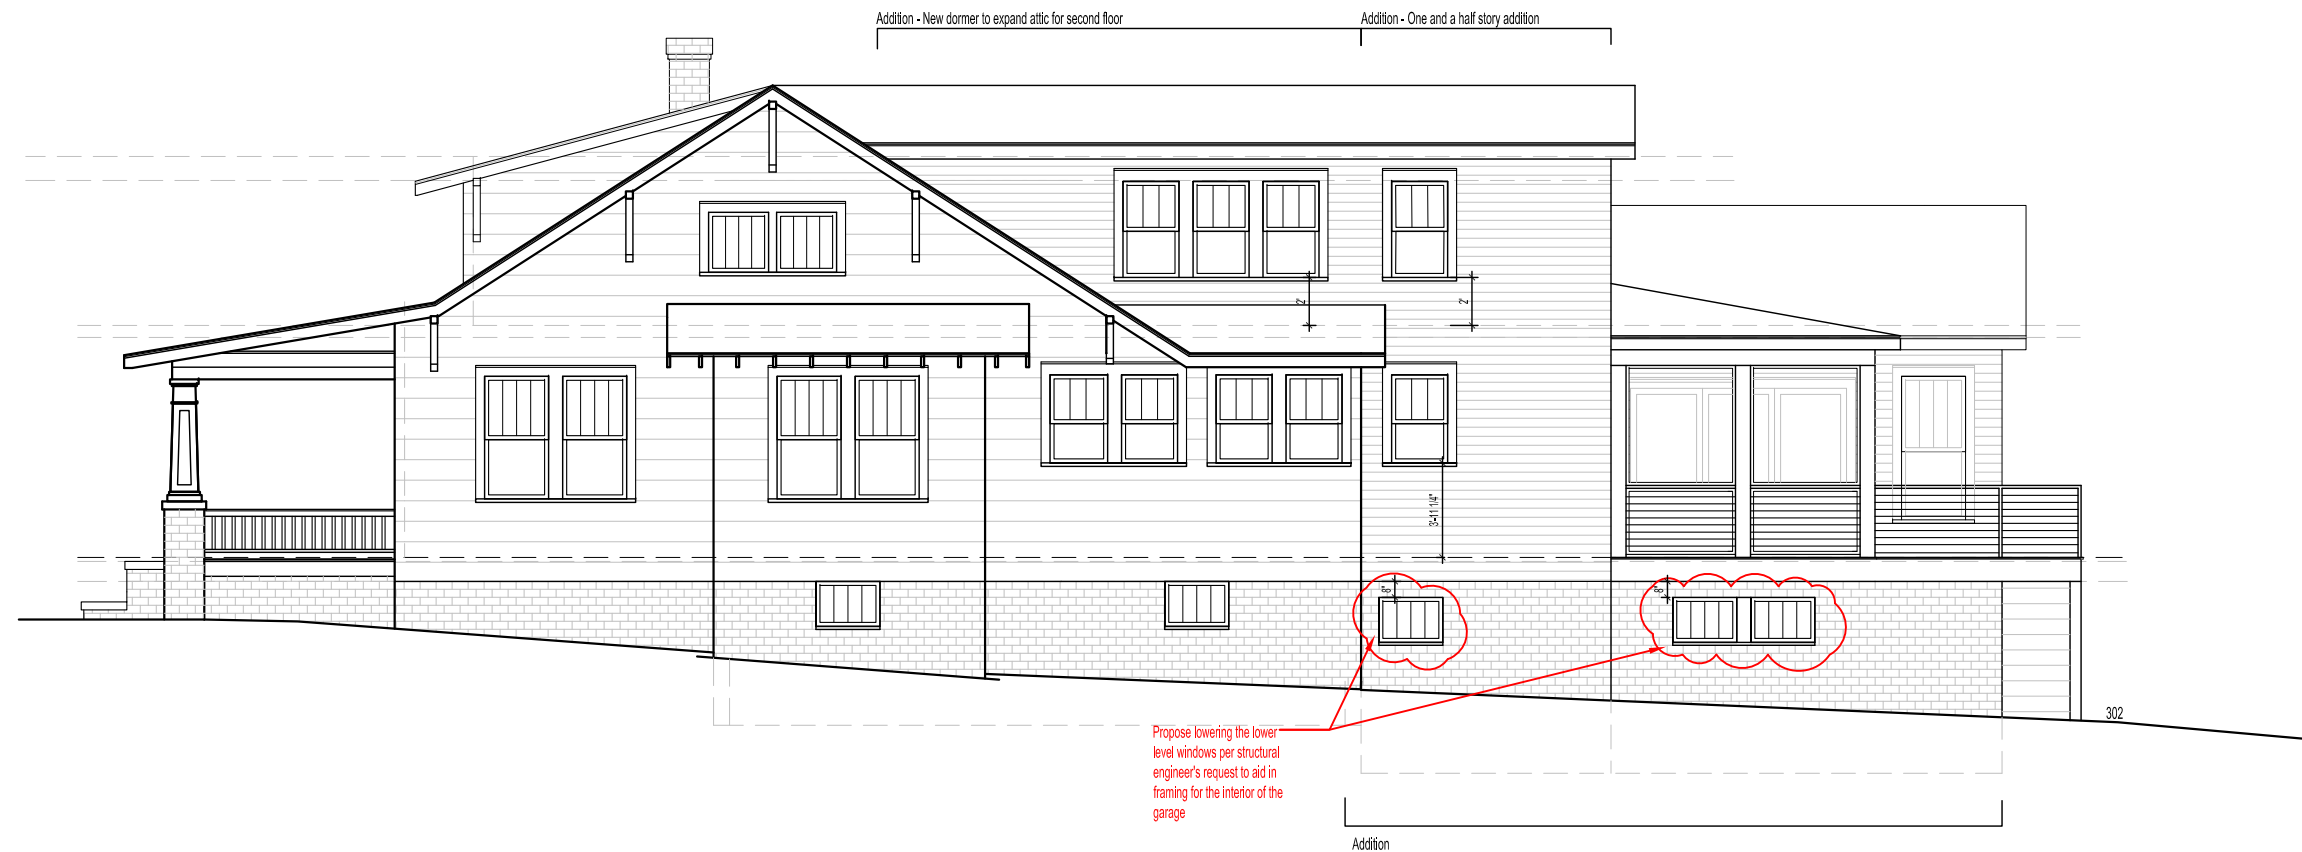 Addition - New dormer to expand attic for second floor
Addition - One and a half story addition
2'
2'
3'-11 1/4"
8"
8"
302
Propose lowering the lower
level windows per structural
engineer's request to aid in
framing for the interior of the
garage
Addition